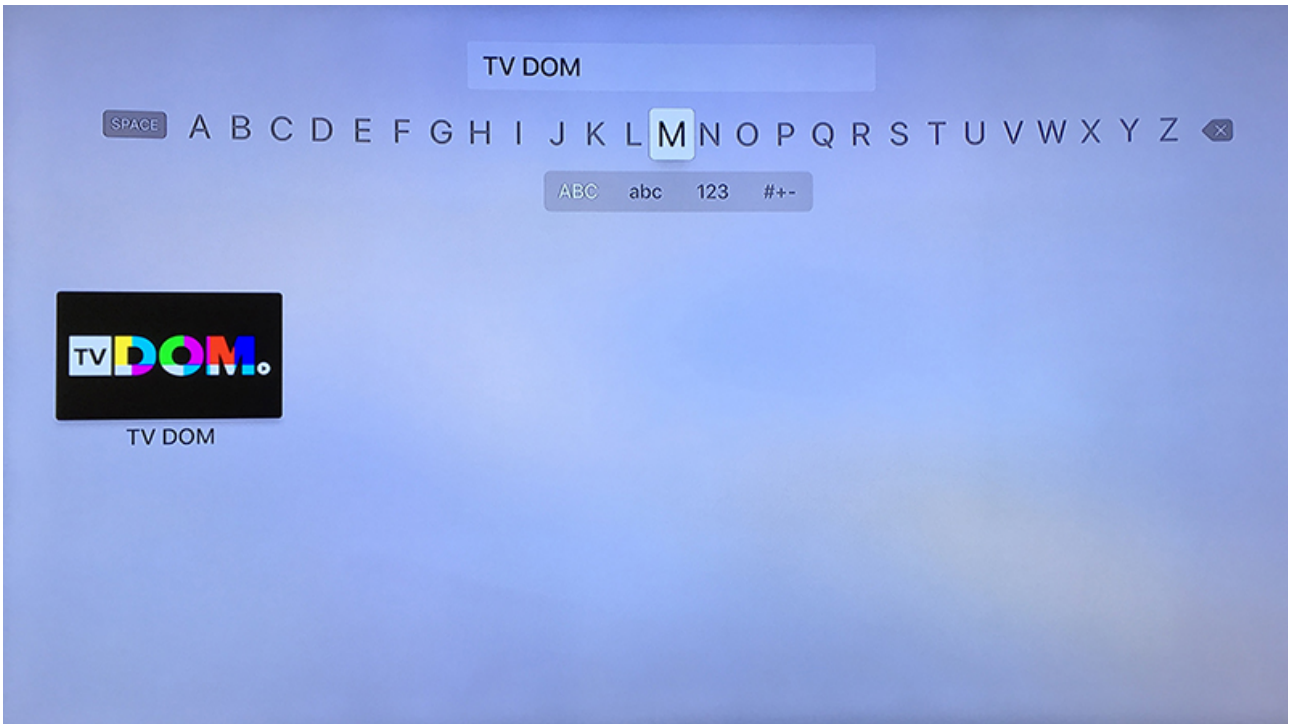 TV DOM
SPACE A B C D E F G H I J K L M N O P Q R S T U V W X Y Z
ABC abc 123 #+-
TV DOM.
TV DOM